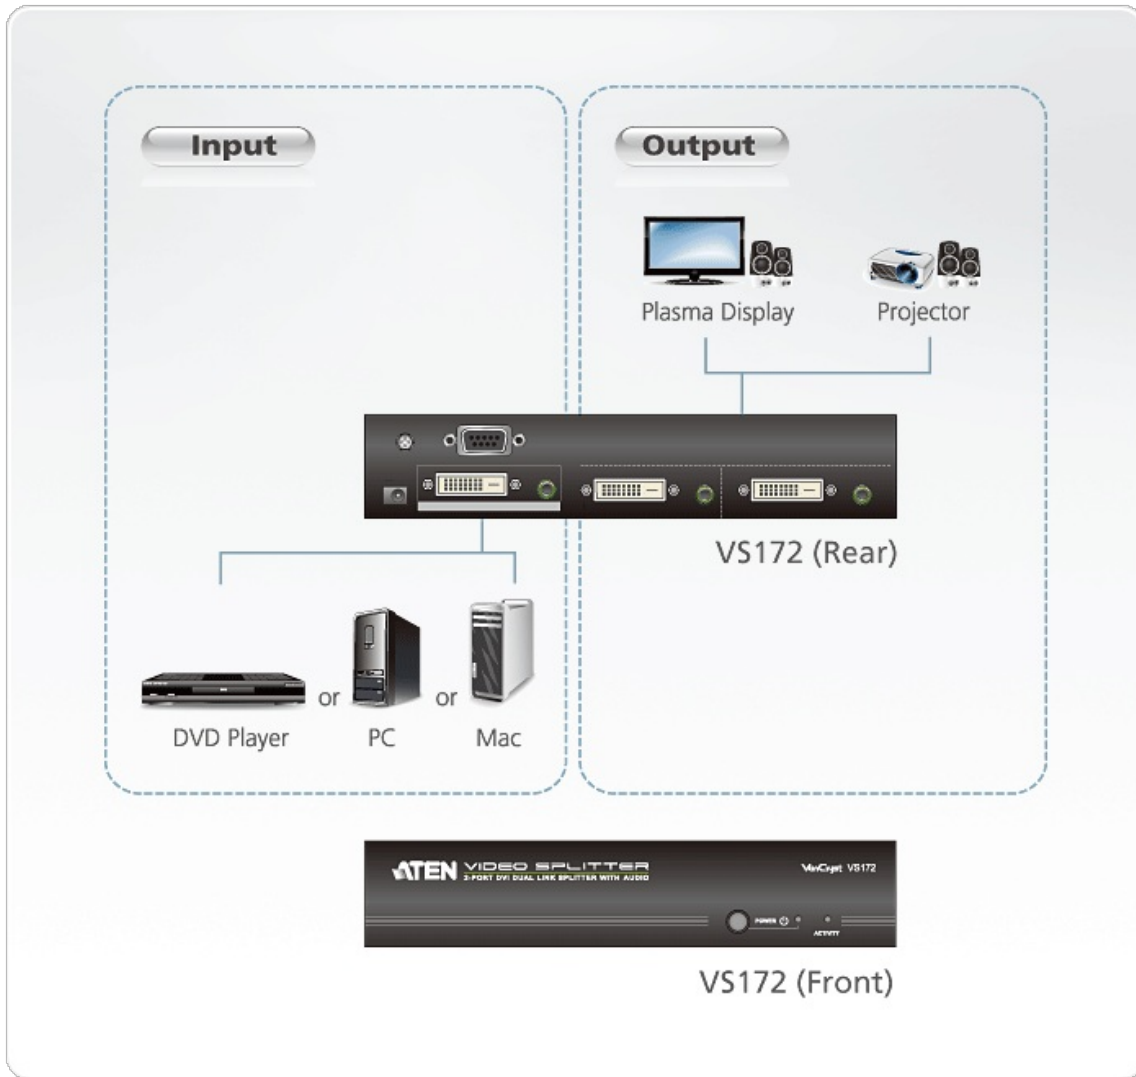 Input
Output
Plasma Display
Projector
VS172 (Rear)
or
or
DVD Player
PC
Mac
ATEN VIDEO SPLITTER
2-PORT DVI DUAL LINK SPLITTER WITH AUDIO
VanCryst VS172
POWER
ACTIVITY
VS172 (Front)